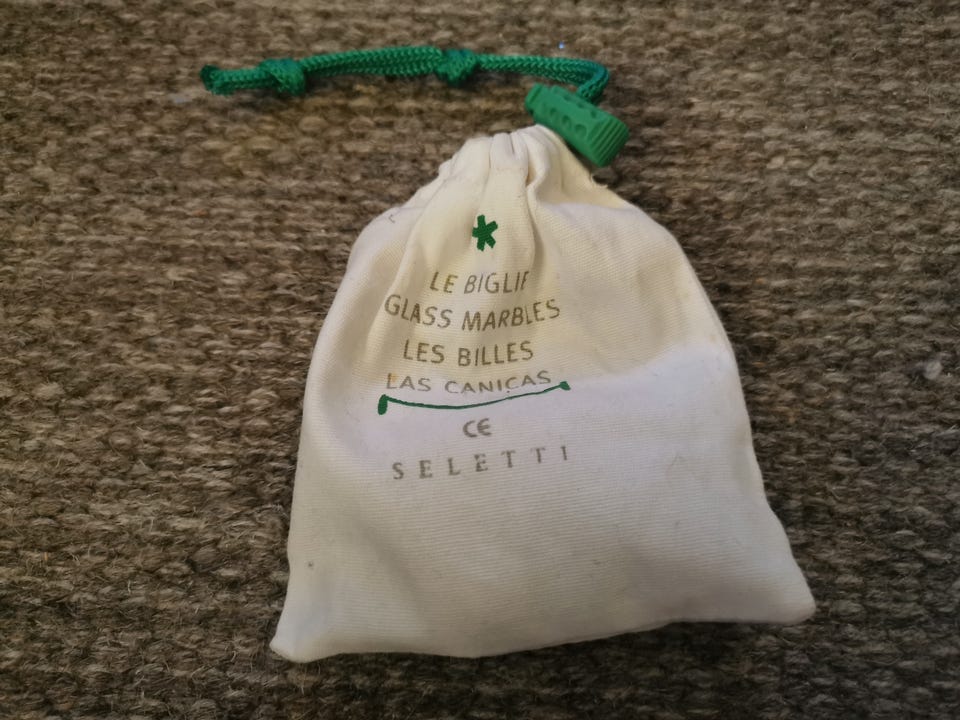 LE BIGLIE
GLASS MARBLES
LES BILLES
LAS CANICAS
CE
SELETTI